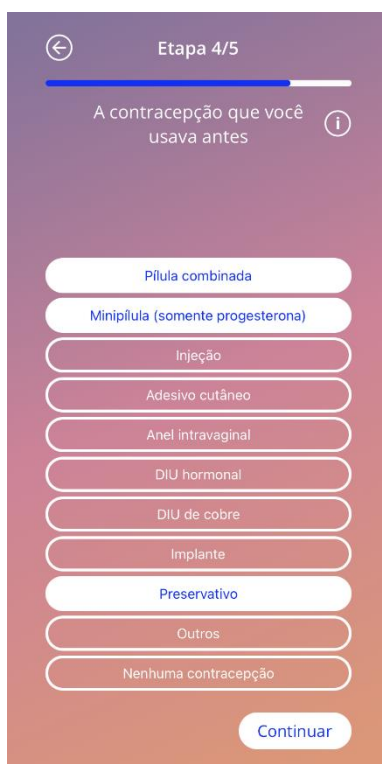 Etapa 4/5
A contracepção que você
usava antes
i
Pílula combinada
Minipílula (somente progesterona)
Injeção
Adesivo cutâneo
Anel intravaginal
DIU hormonal
DIU de cobre
Implante
Preservativo
Outros
Nenhuma contracepção
Continuar